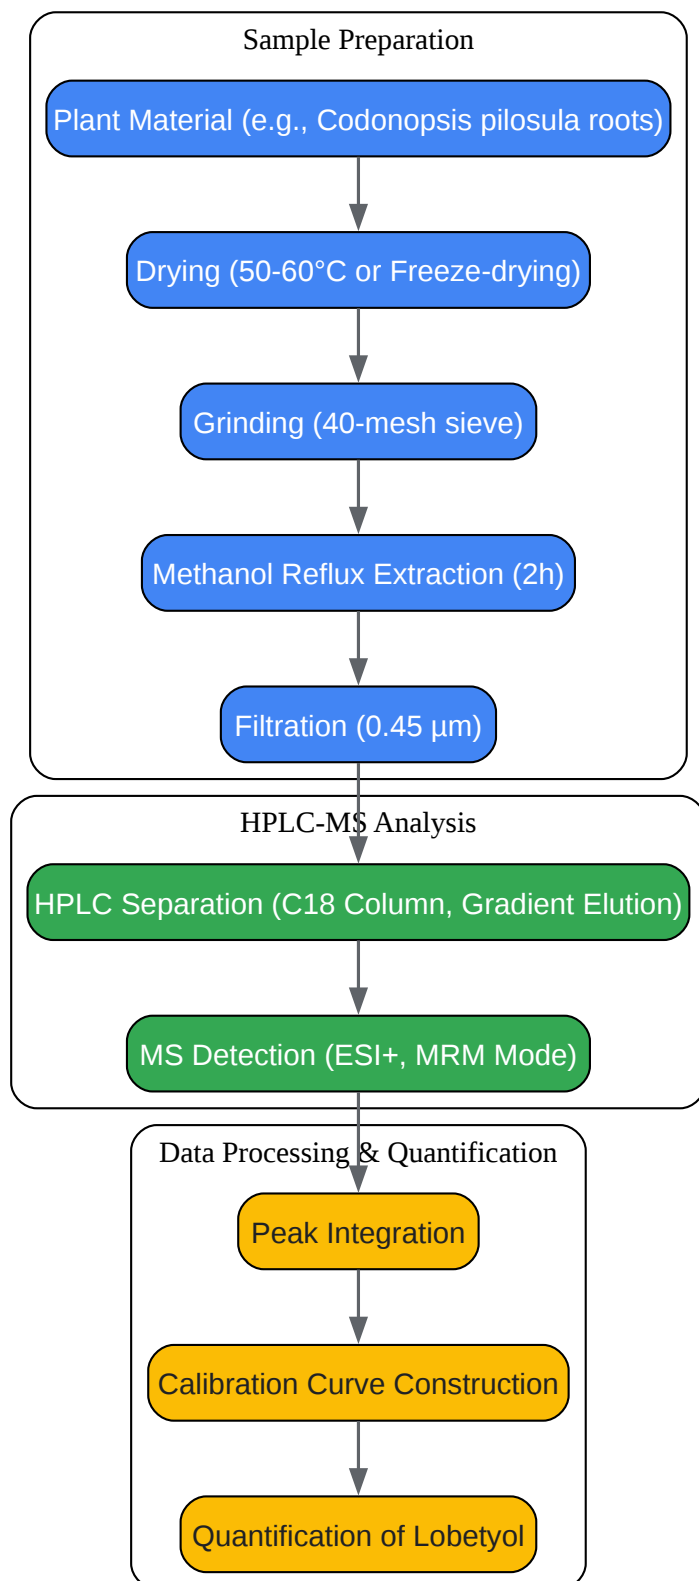 Sample Preparation
Plant Material (e.g., Codonopsis pilosula roots)
Drying (50-60°C or Freeze-drying)
Grinding (40-mesh sieve)
Methanol Reflux Extraction (2h)
Filtration (0.45 µm)
HPLC-MS Analysis
HPLC Separation (C18 Column, Gradient Elution)
MS Detection (ESI+, MRM Mode)
Data Processing & Quantification
Peak Integration
Calibration Curve Construction
Quantification of Lobetyol